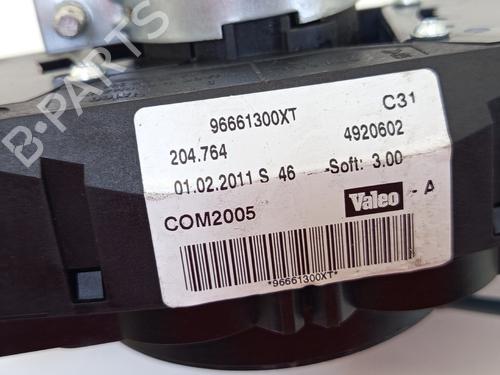 96661300XT C31
204.764 4920602
01.02.2011 S 46 -Soft: 3.00
COM2005 Valeo - A
*96661300XT*
B-PARTS